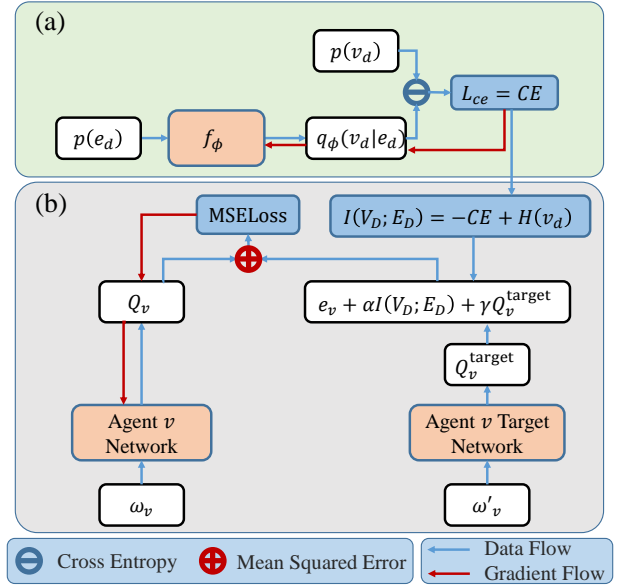 (a)
p(v_d)
L_ce = CE
p(e_d)
f_ϕ
q_ϕ(v_d|e_d)
(b)
MSELoss
I(V_D; E_D) = −CE + H(v_d)
Q_v
e_v + αI(V_D; E_D) + γQ_v^target
Q_v^target
Agent v
Network
Agent v Target
Network
ω_v
ω'_v
Cross Entropy
Mean Squared Error
Data Flow
Gradient Flow